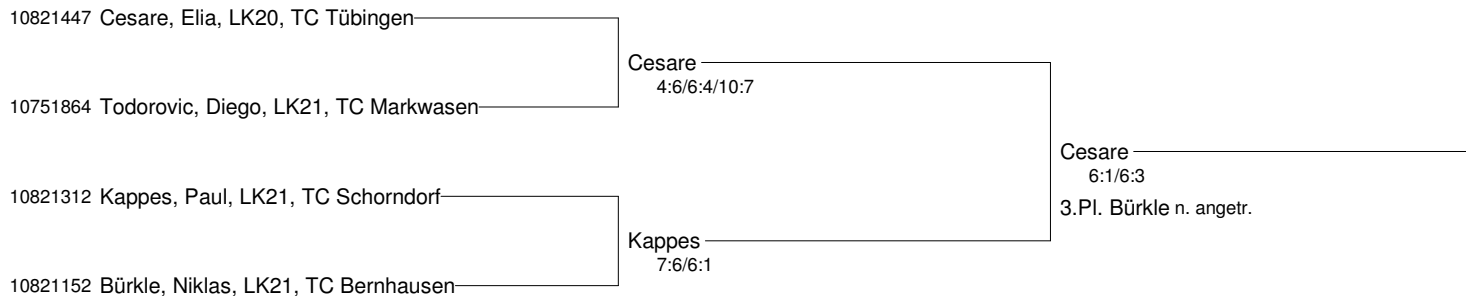 10821447 Cesare, Elia, LK20, TC Tübingen
Cesare
4:6/6:4/10:7
10751864 Todorovic, Diego, LK21, TC Markwasen
Cesare
6:1/6:3
10821312 Kappes, Paul, LK21, TC Schorndorf
3.Pl. Bürkle n. angetr.
Kappes
7:6/6:1
10821152 Bürkle, Niklas, LK21, TC Bernhausen